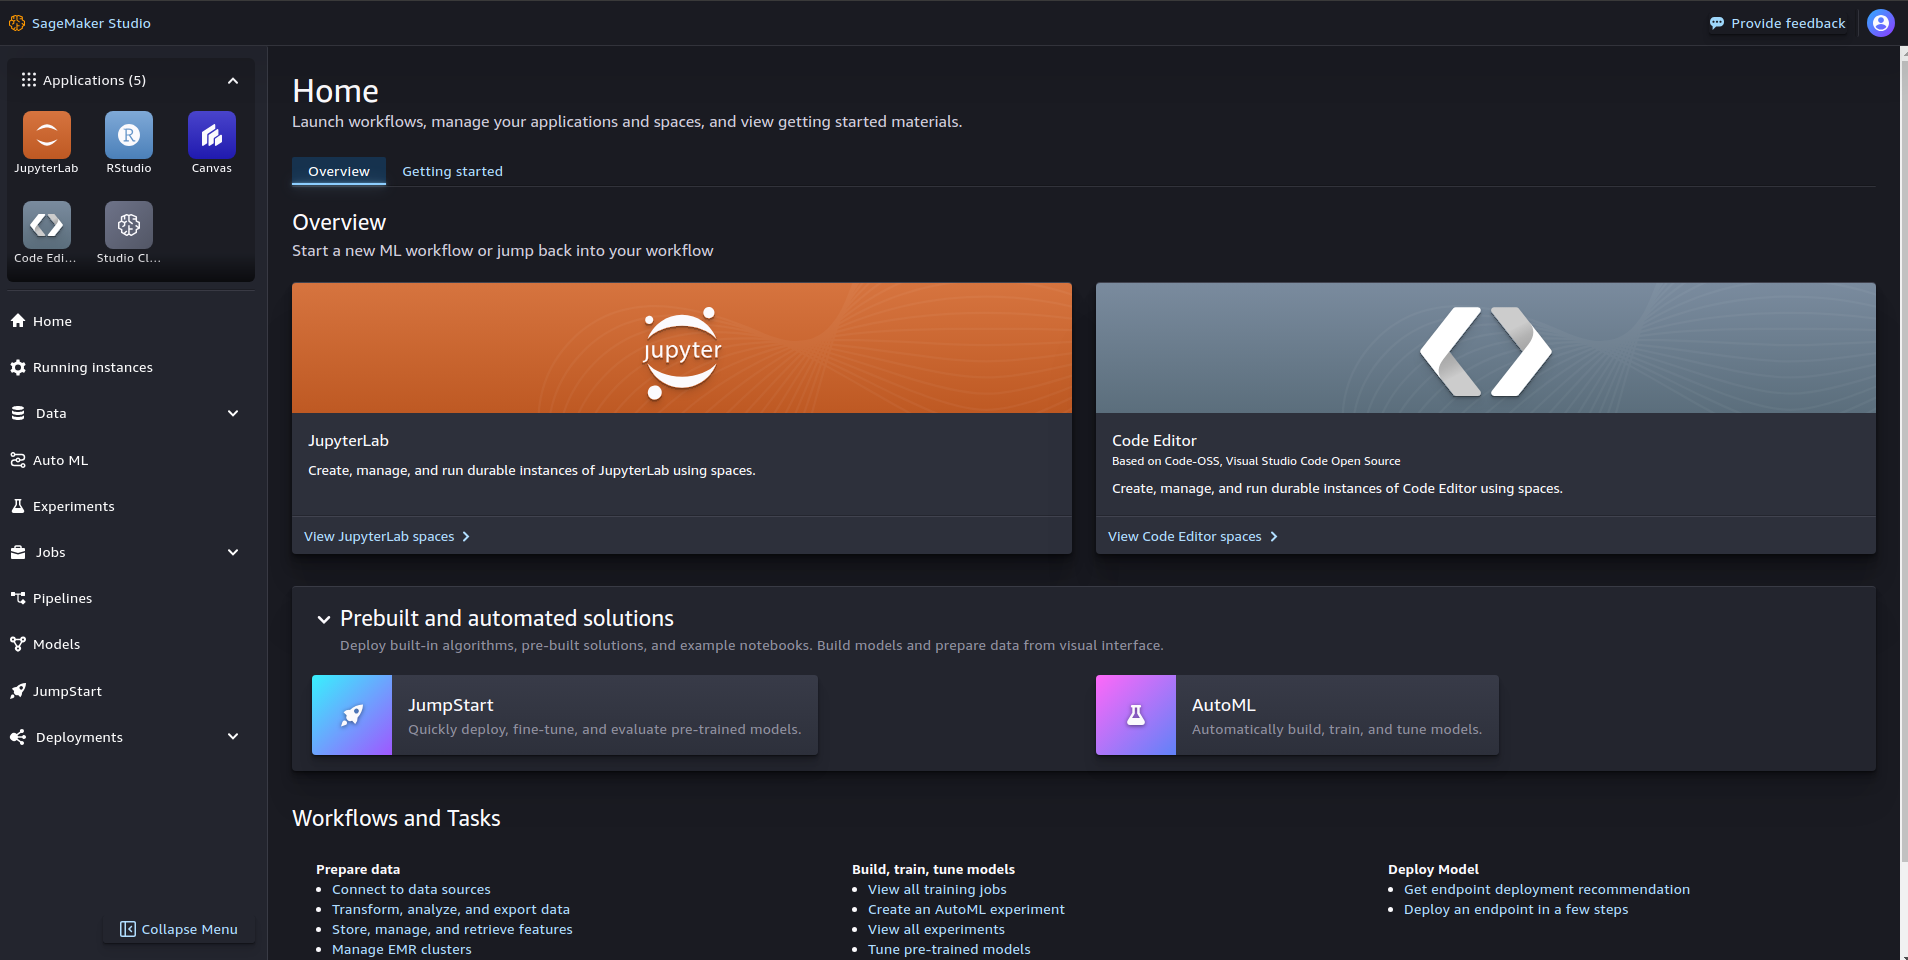 SageMaker Studio
Provide feedback
Applications (5)
JupyterLab
RStudio
R
Canvas
Code Edi...
Studio Cl...
Home
Running instances
Data
Auto ML
Experiments
Jobs
Pipelines
Models
JumpStart
Deployments
Collapse Menu
Home
Launch workflows, manage your applications and spaces, and view getting started materials.
Overview
Getting started
Overview
Start a new ML workflow or jump back into your workflow
jupyter
JupyterLab
Create, manage, and run durable instances of JupyterLab using spaces.
View JupyterLab spaces
Code Editor
Based on Code-OSS, Visual Studio Code Open Source
Create, manage, and run durable instances of Code Editor using spaces.
View Code Editor spaces
Prebuilt and automated solutions
Deploy built-in algorithms, pre-built solutions, and example notebooks. Build models and prepare data from visual interface.
JumpStart
Quickly deploy, fine-tune, and evaluate pre-trained models.
AutoML
Automatically build, train, and tune models.
Workflows and Tasks
Prepare data
Connect to data sources
Transform, analyze, and export data
Store, manage, and retrieve features
Manage EMR clusters
Build, train, tune models
View all training jobs
Create an AutoML experiment
View all experiments
Tune pre-trained models
Deploy Model
Get endpoint deployment recommendation
Deploy an endpoint in a few steps